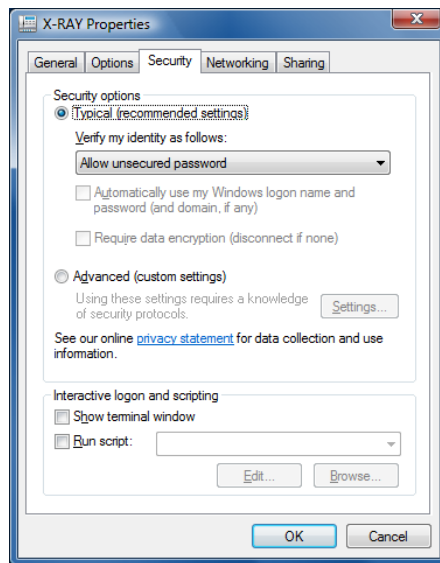 X-RAY Properties
General Options Security Networking Sharing
Security options
Typical (recommended settings)
Verify my identity as follows:
Allow unsecured password
Automatically use my Windows logon name and
password (and domain, if any)
Require data encryption (disconnect if none)
Advanced (custom settings)
Using these settings requires a knowledge
of security protocols.
Settings...
See our online privacy statement for data collection and use
information.
Interactive logon and scripting
Show terminal window
Run script:
Edit... Browse...
OK Cancel